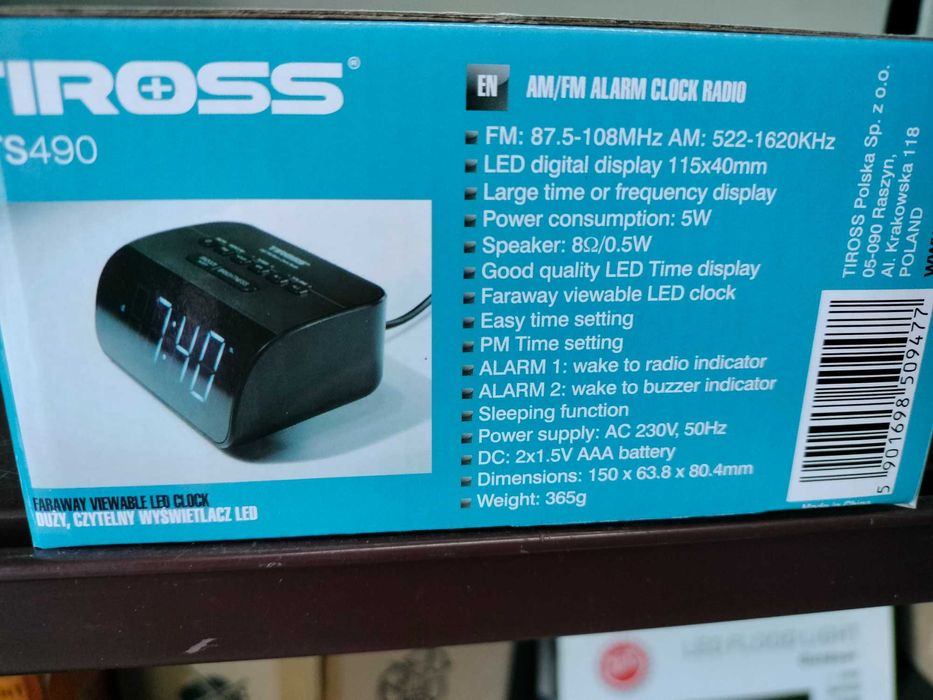 TIROSS®
TS490
7:40
FARAWAY VIEWABLE LED CLOCK
DUŻY, CZYTELNY WYŚWIETLACZ LED
EN
AM/FM ALARM CLOCK RADIO
FM: 87.5-108MHz AM: 522-1620KHz
LED digital display 115x40mm
Large time or frequency display
Power consumption: 5W
Speaker: 8Ω/0.5W
Good quality LED Time display
Faraway viewable LED clock
Easy time setting
PM Time setting
ALARM 1: wake to radio indicator
ALARM 2: wake to buzzer indicator
Sleeping function
Power supply: AC 230V, 50Hz
DC: 2x1.5V AAA battery
Dimensions: 150 x 63.8 x 80.4mm
Weight: 365g
TIROSS Polska Sp. z o.o.
05-090 Raszyn,
Al. Krakowska 118
POLAND
5 901698 509477
Made in China
LED FLOOD LIGHT